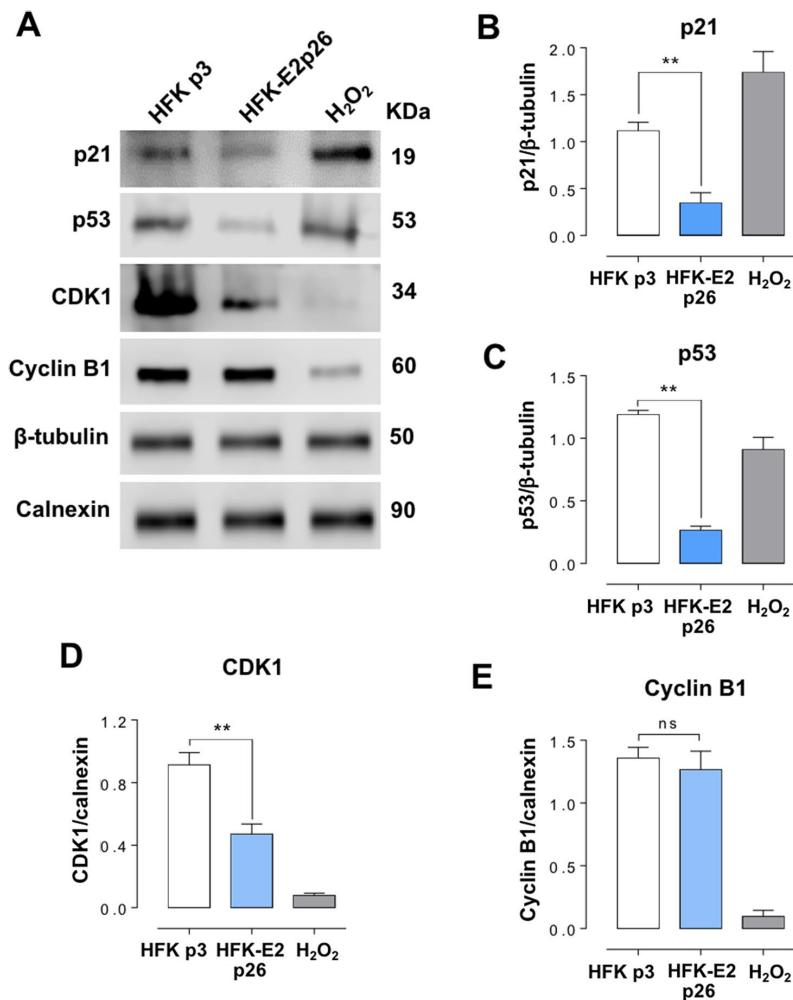 A
HFK p3
HFK-E2p26
H₂O₂
KDa
p21
19
p53
53
CDK1
34
Cyclin B1
60
β-tubulin
50
Calnexin
90
B
p21
p21/β-tubulin
2.0
1.5
1.0
0.5
0.0
**
HFK p3
HFK-E2
p26
H₂O₂
C
p53
p53/β-tubulin
1.5
1.0
0.5
0.0
**
HFK p3
HFK-E2
p26
H₂O₂
D
CDK1
CDK1/calnexin
1.2
0.8
0.4
0.0
**
HFK p3
HFK-E2
p26
H₂O₂
E
Cyclin B1
Cyclin B1/calnexin
1.5
1.0
0.5
0.0
ns
HFK p3
HFK-E2
p26
H₂O₂